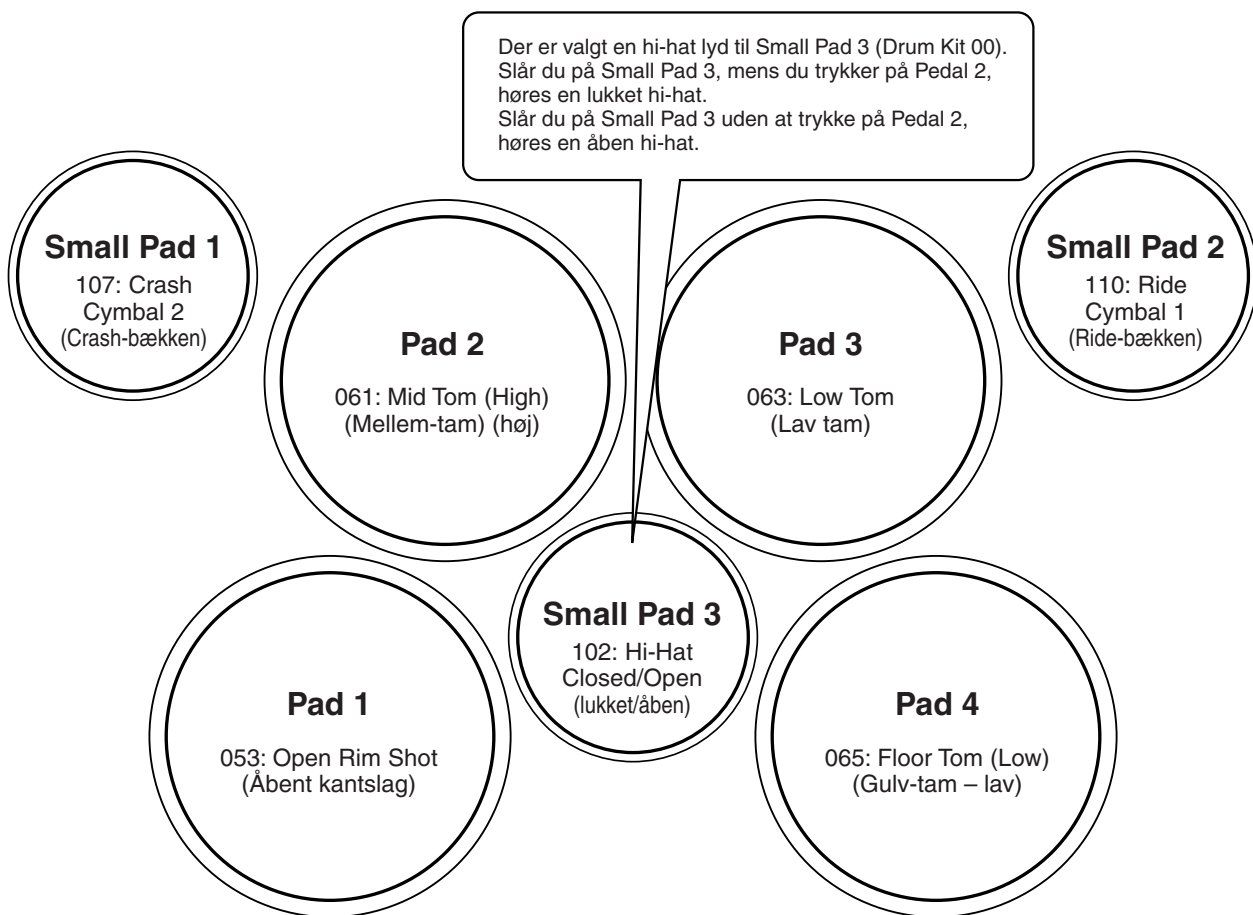 Der er valgt en hi-hat lyd til Small Pad 3 (Drum Kit 00).
Slår du på Small Pad 3, mens du trykker på Pedal 2,
høres en lukket hi-hat.
Slår du på Small Pad 3 uden at trykke på Pedal 2,
høres en åben hi-hat.
Small Pad 1
107: Crash
Cymbal 2
(Crash-bækken)
Small Pad 2
110: Ride
Cymbal 1
(Ride-bækken)
Pad 2
061: Mid Tom (High)
(Mellem-tam) (høj)
Pad 3
063: Low Tom
(Lav tam)
Small Pad 3
102: Hi-Hat
Closed/Open
(lukket/åben)
Pad 1
053: Open Rim Shot
(Åbent kantslag)
Pad 4
065: Floor Tom (Low)
(Gulv-tam – lav)